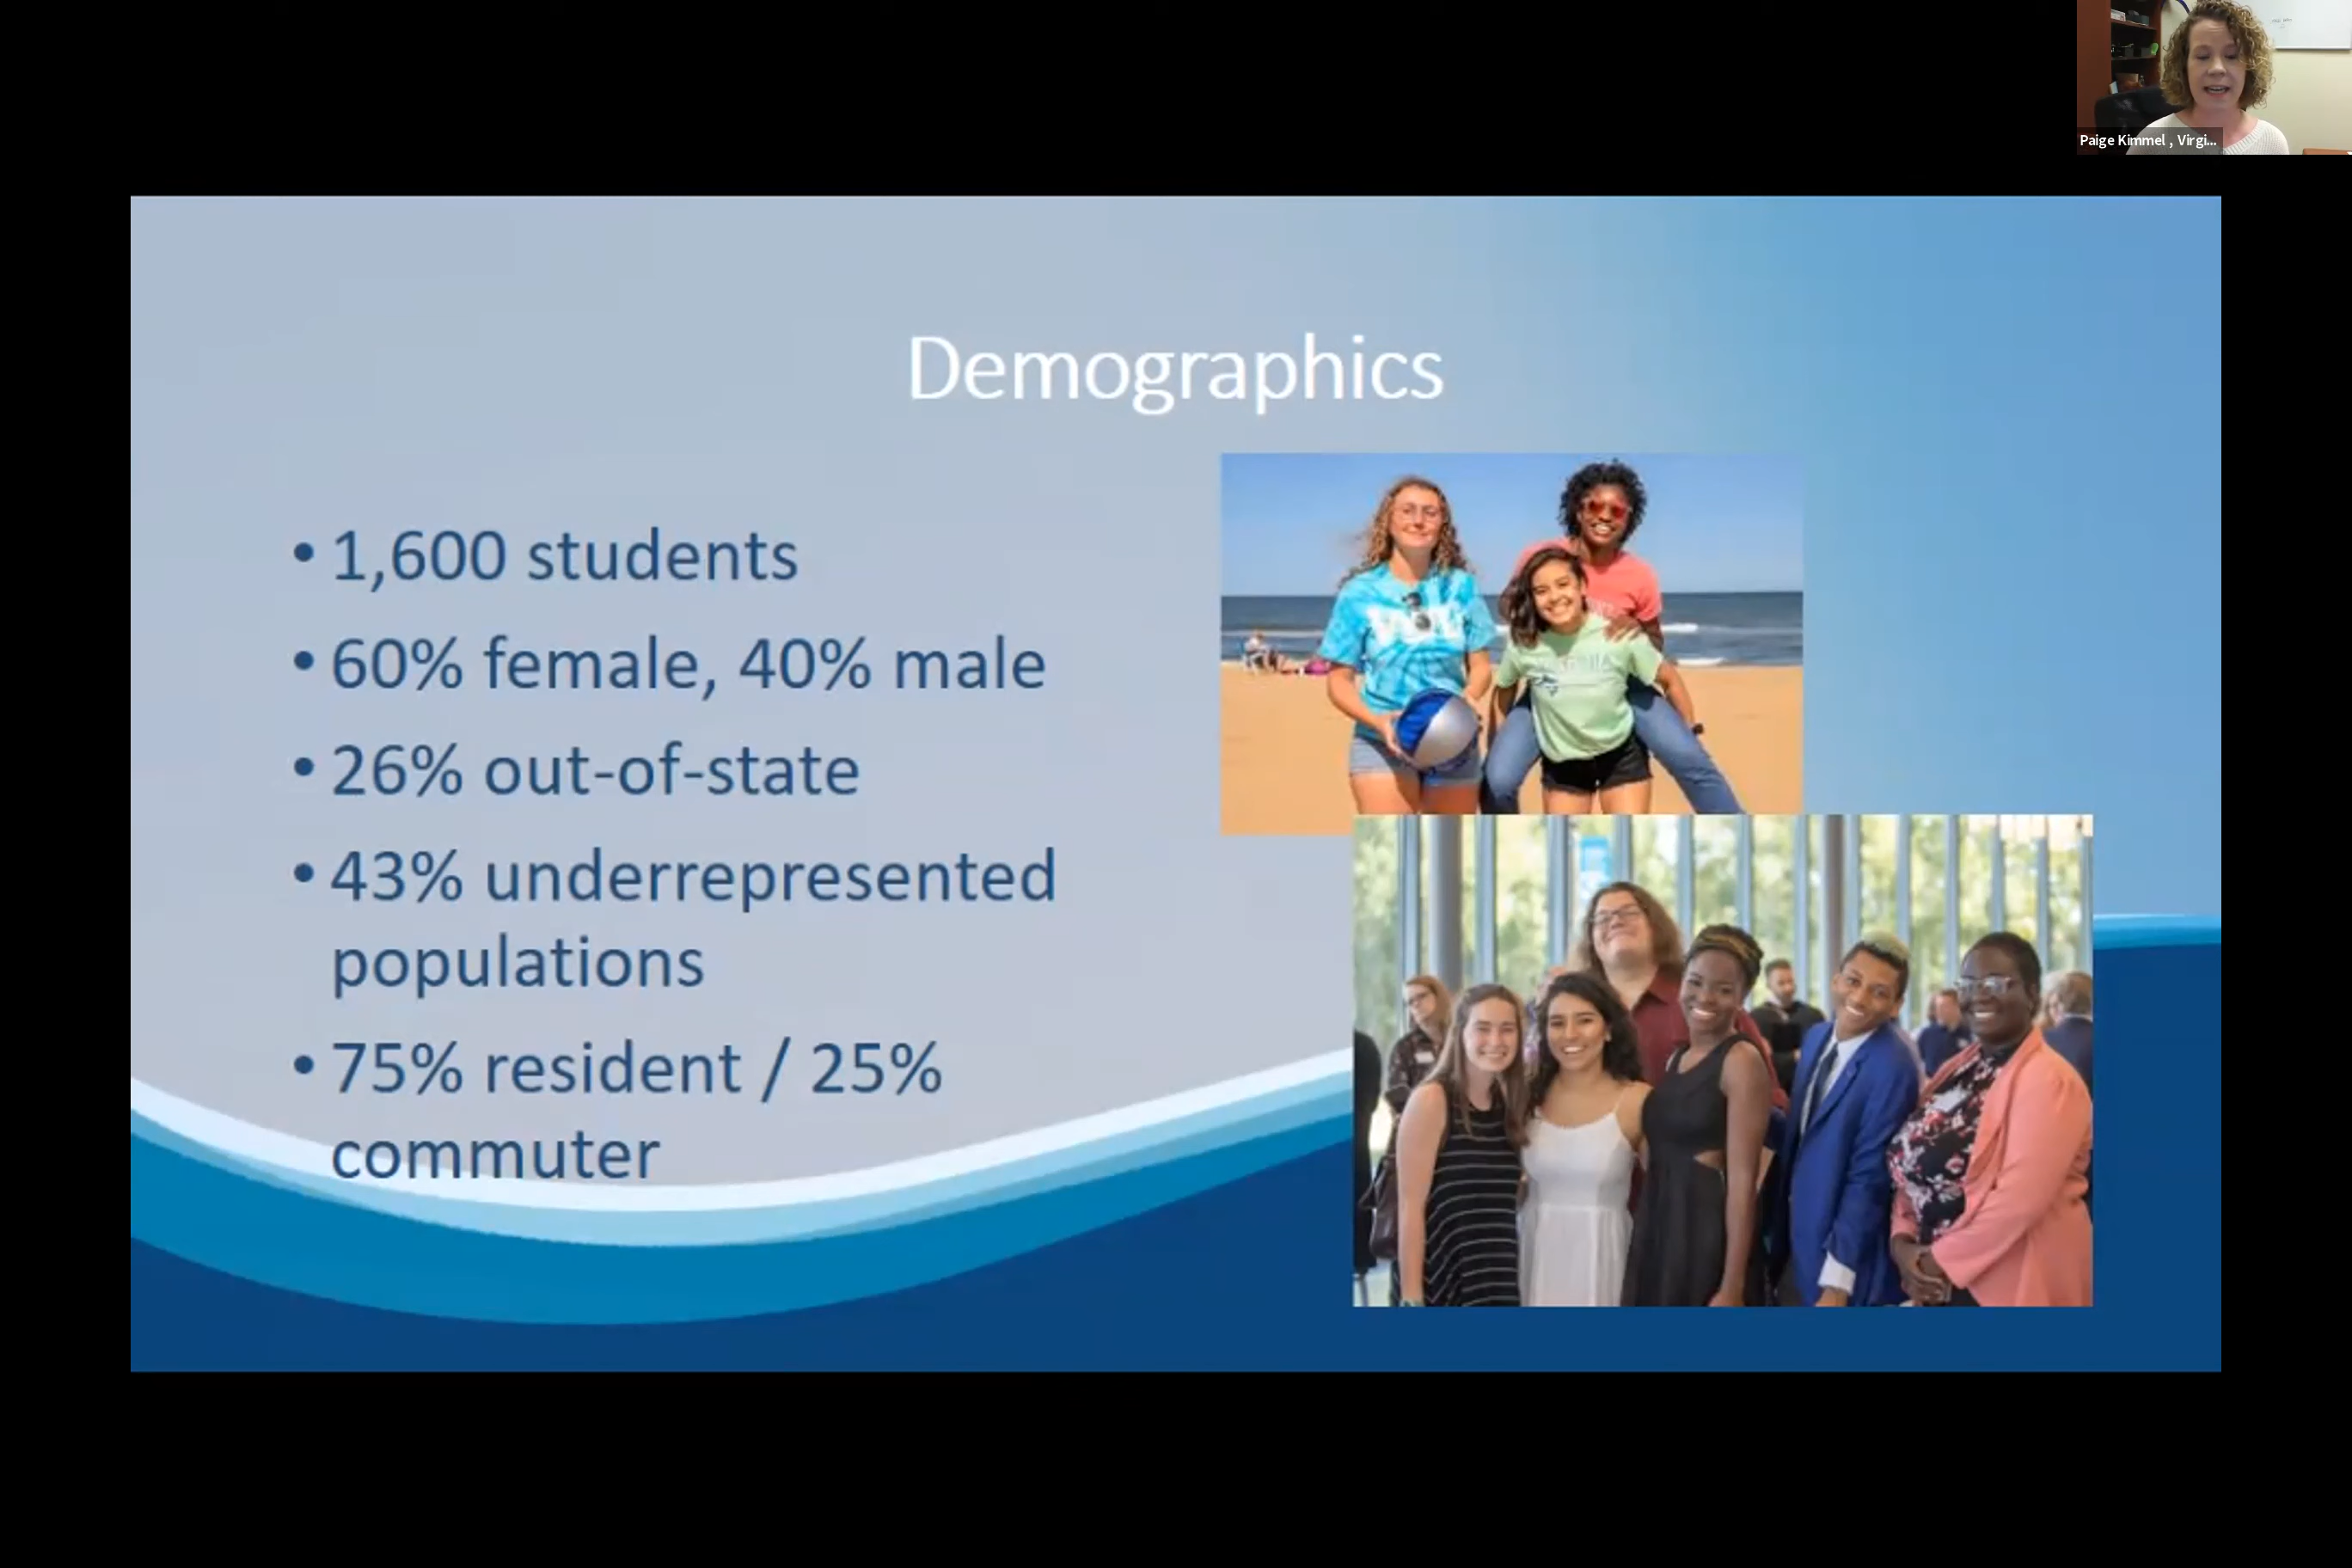 Paige Kimmel , Virgi...
Demographics
• 1,600 students
• 60% female, 40% male
• 26% out-of-state
• 43% underrepresented
populations
• 75% resident / 25%
commuter